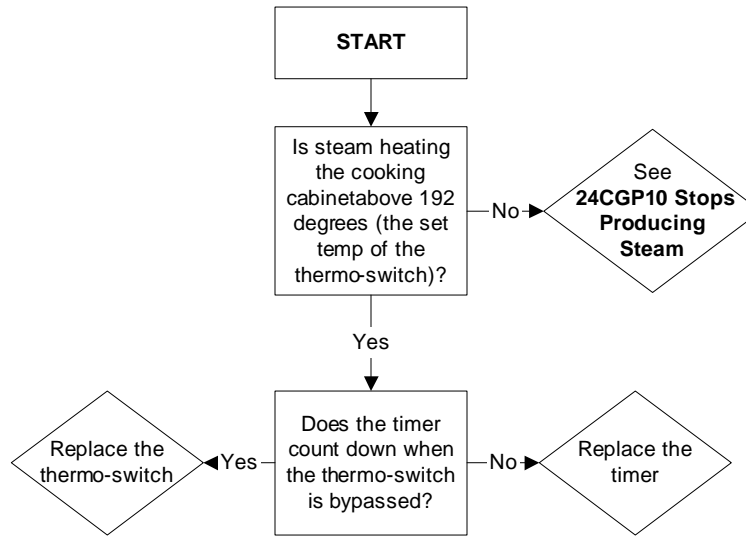 START
Is steam heating
the cooking
cabinetabove 192
degrees (the set
temp of the
thermo-switch)?
No
See
24CGP10 Stops
Producing
Steam
Yes
Replace the
thermo-switch
Yes
Does the timer
count down when
the thermo-switch
is bypassed?
No
Replace the
timer